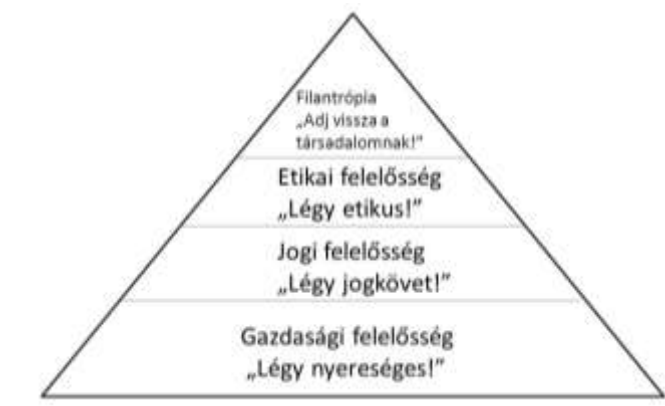 Filantrópia
„Adj vissza a
társadalomnak!”
Etikai felelősség
„Légy etikus!”
Jogi felelősség
„Légy jogkövet!”
Gazdasági felelősség
„Légy nyereséges!”